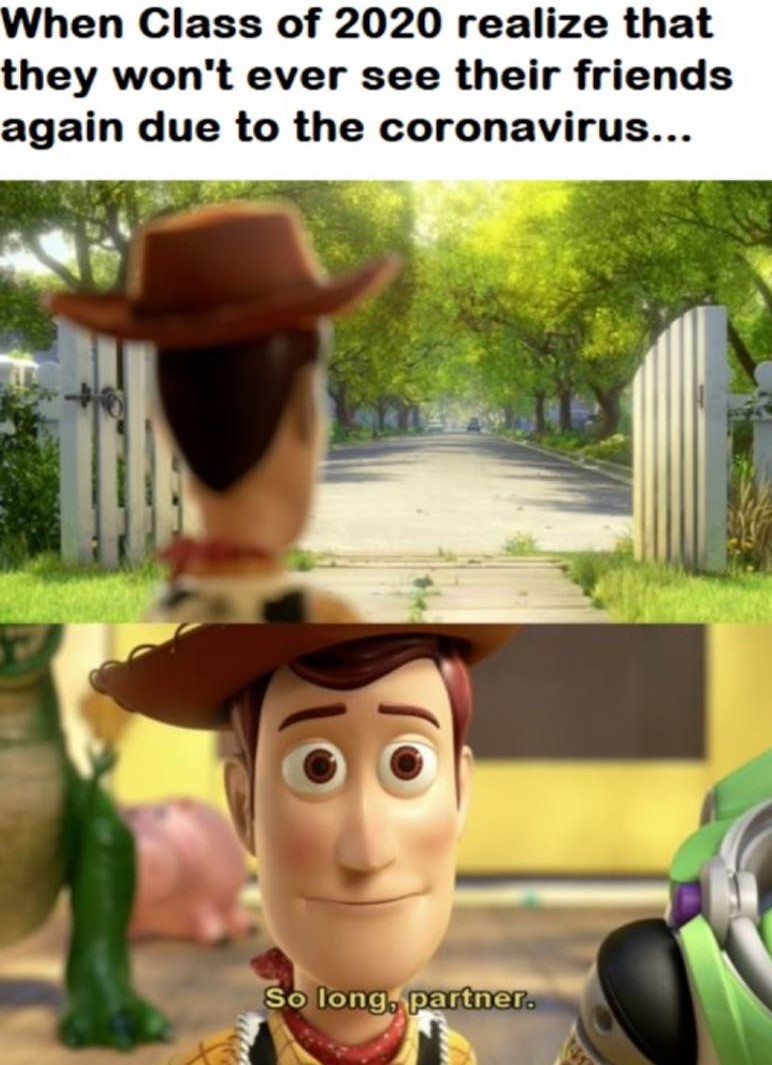 When Class of 2020 realize that
they won't ever see their friends
again due to the coronavirus...
So long, partner.